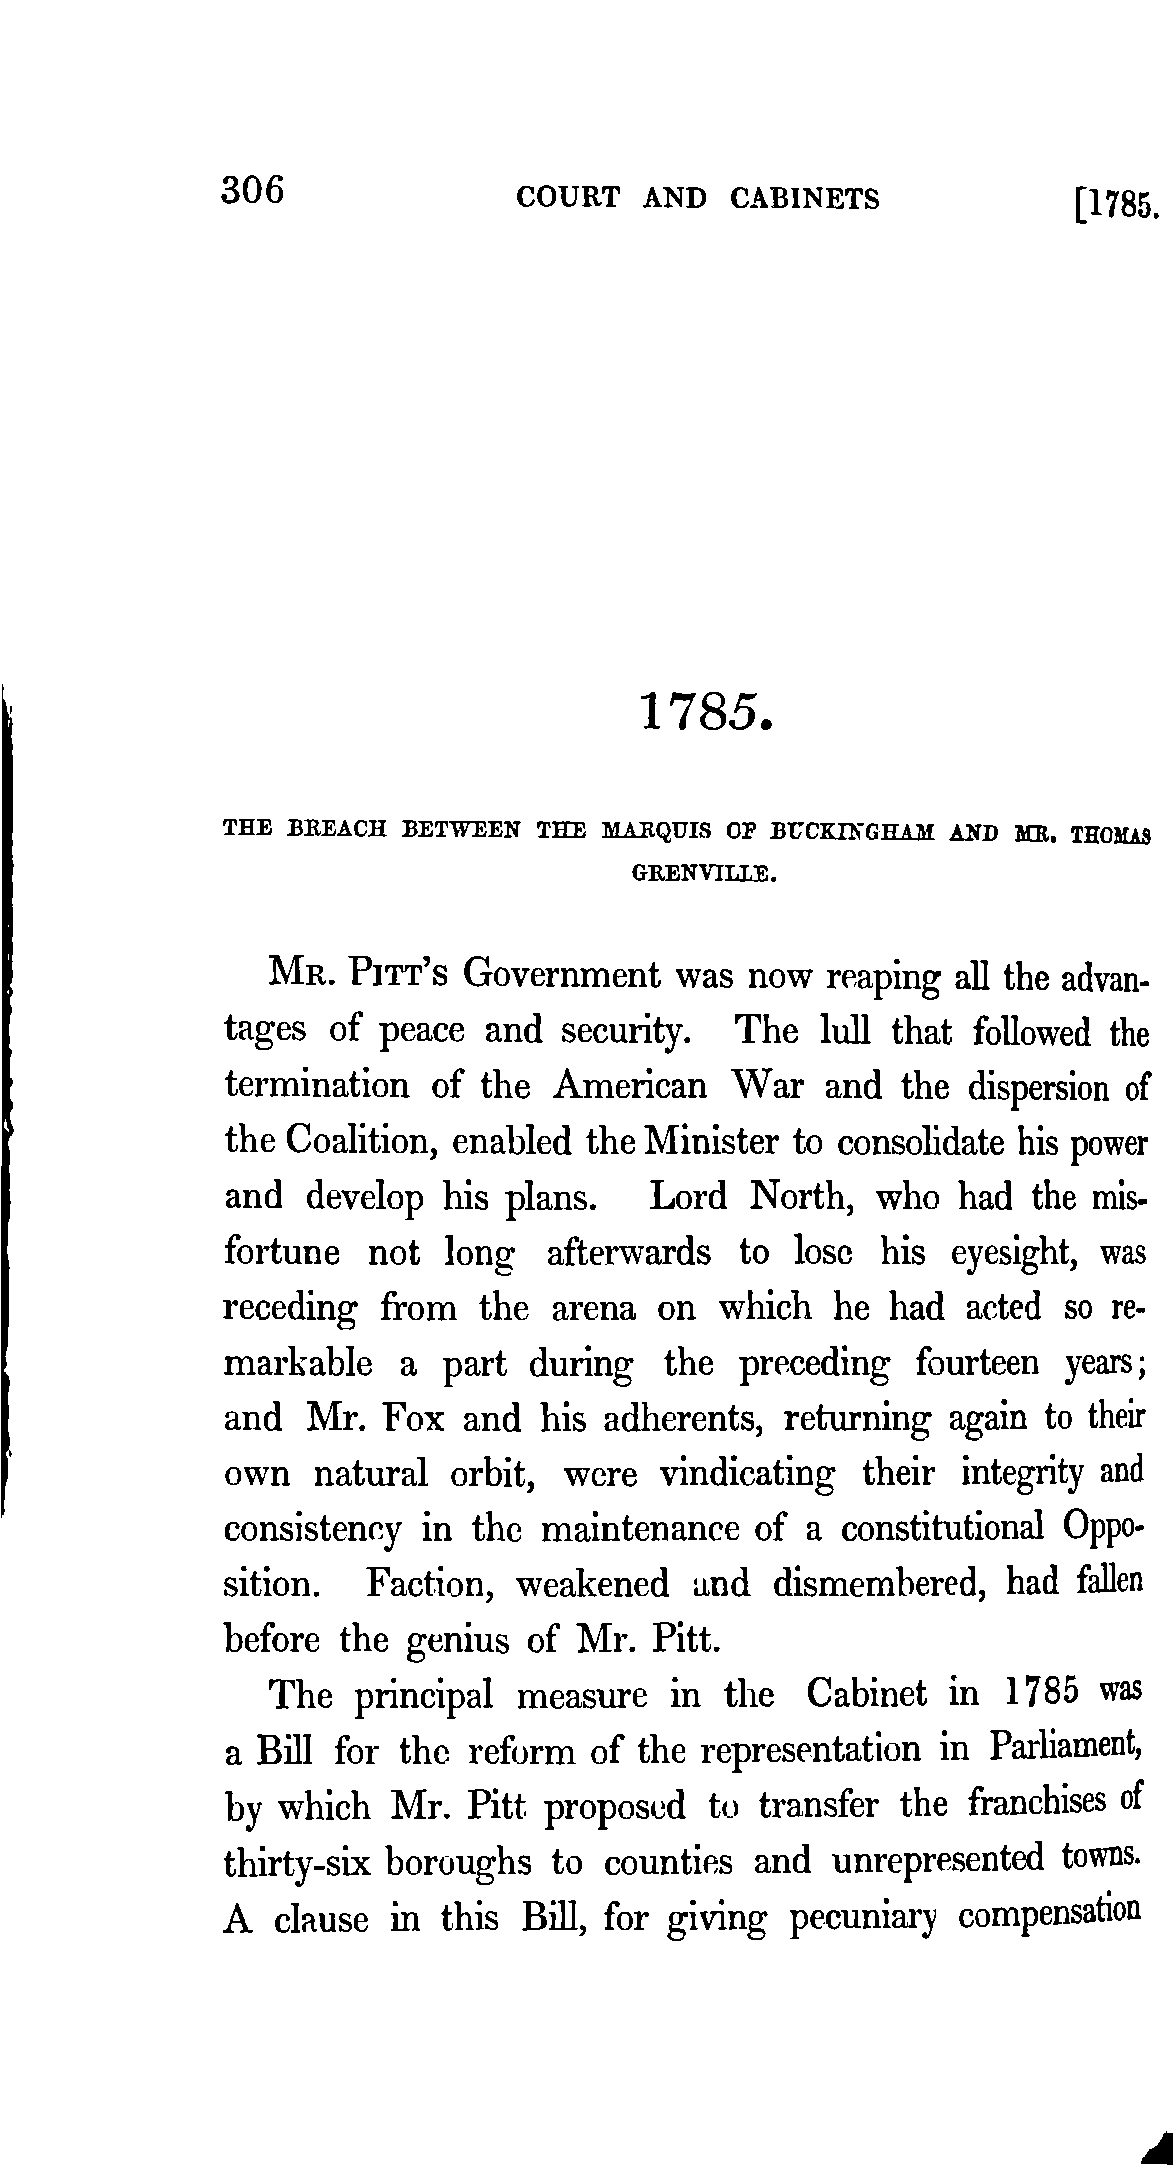 306 COURT AND CABINETS [1785.
1785.
THE BREACH BETWEEN THE MARQUIS OF BUCKINGHAM AND MR. THOMAS
GRENVILLE.
MR. PITT'S Government was now reaping all the advan-
tages of peace and security. The lull that followed the
termination of the American War and the dispersion of
the Coalition, enabled the Minister to consolidate his power
and develop his plans. Lord North, who had the mis-
fortune not long afterwards to lose his eyesight, was
receding from the arena on which he had acted so re-
markable a part during the preceding fourteen years;
and Mr. Fox and his adherents, returning again to their
own natural orbit, were vindicating their integrity and
consistency in the maintenance of a constitutional Oppo-
sition. Faction, weakened and dismembered, had fallen
before the genius of Mr. Pitt.
The principal measure in the Cabinet in 1785 was
a Bill for the reform of the representation in Parliament,
by which Mr. Pitt proposed to transfer the franchises of
thirty-six boroughs to counties and unrepresented towns.
A clause in this Bill, for giving pecuniary compensation